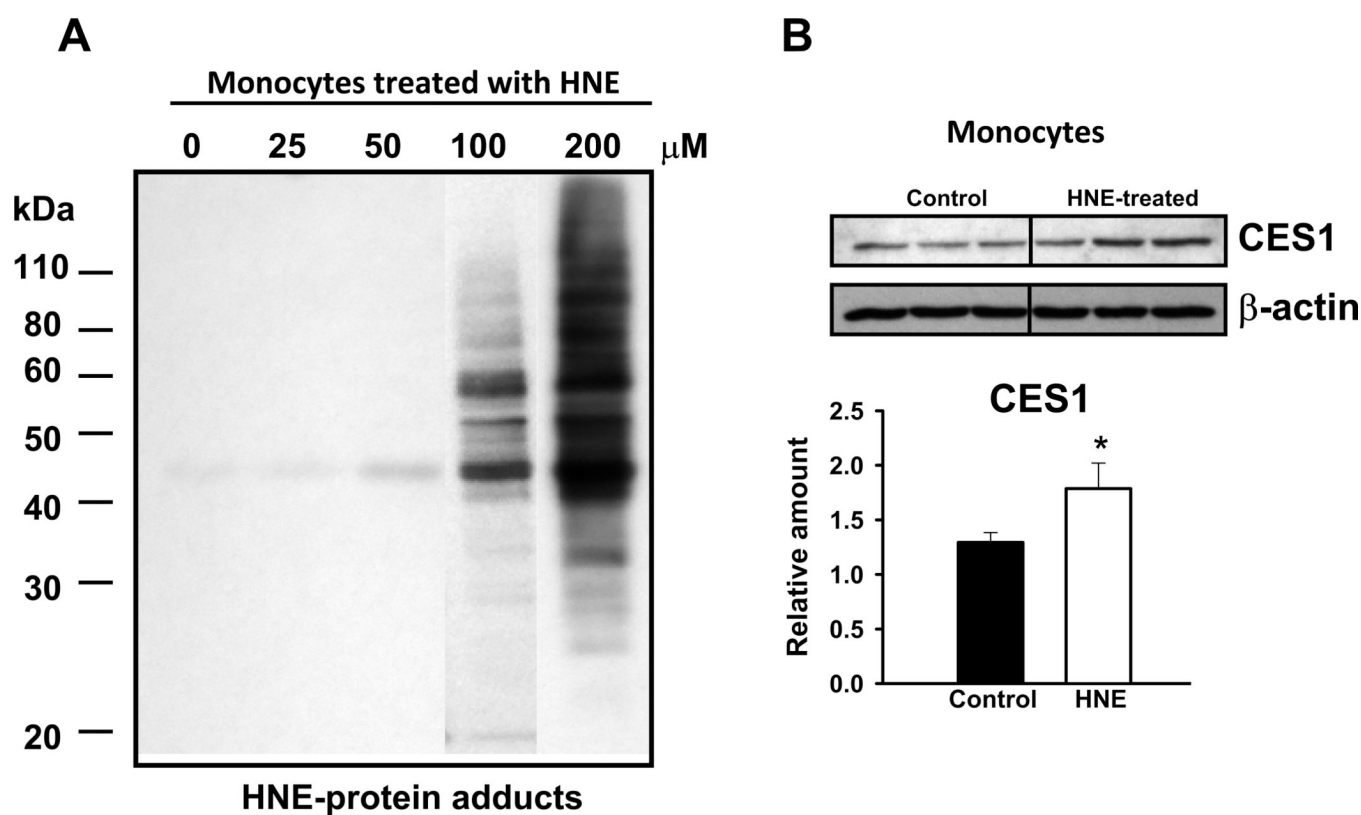 A
Monocytes treated with HNE
0 25 50 100 200 μM
kDa
110
80
60
50
40
30
20
HNE-protein adducts
B
Monocytes
Control HNE-treated
CES1
β-actin
CES1
Relative amount
2.5
2.0
1.5
1.0
0.5
0.0
*
Control HNE